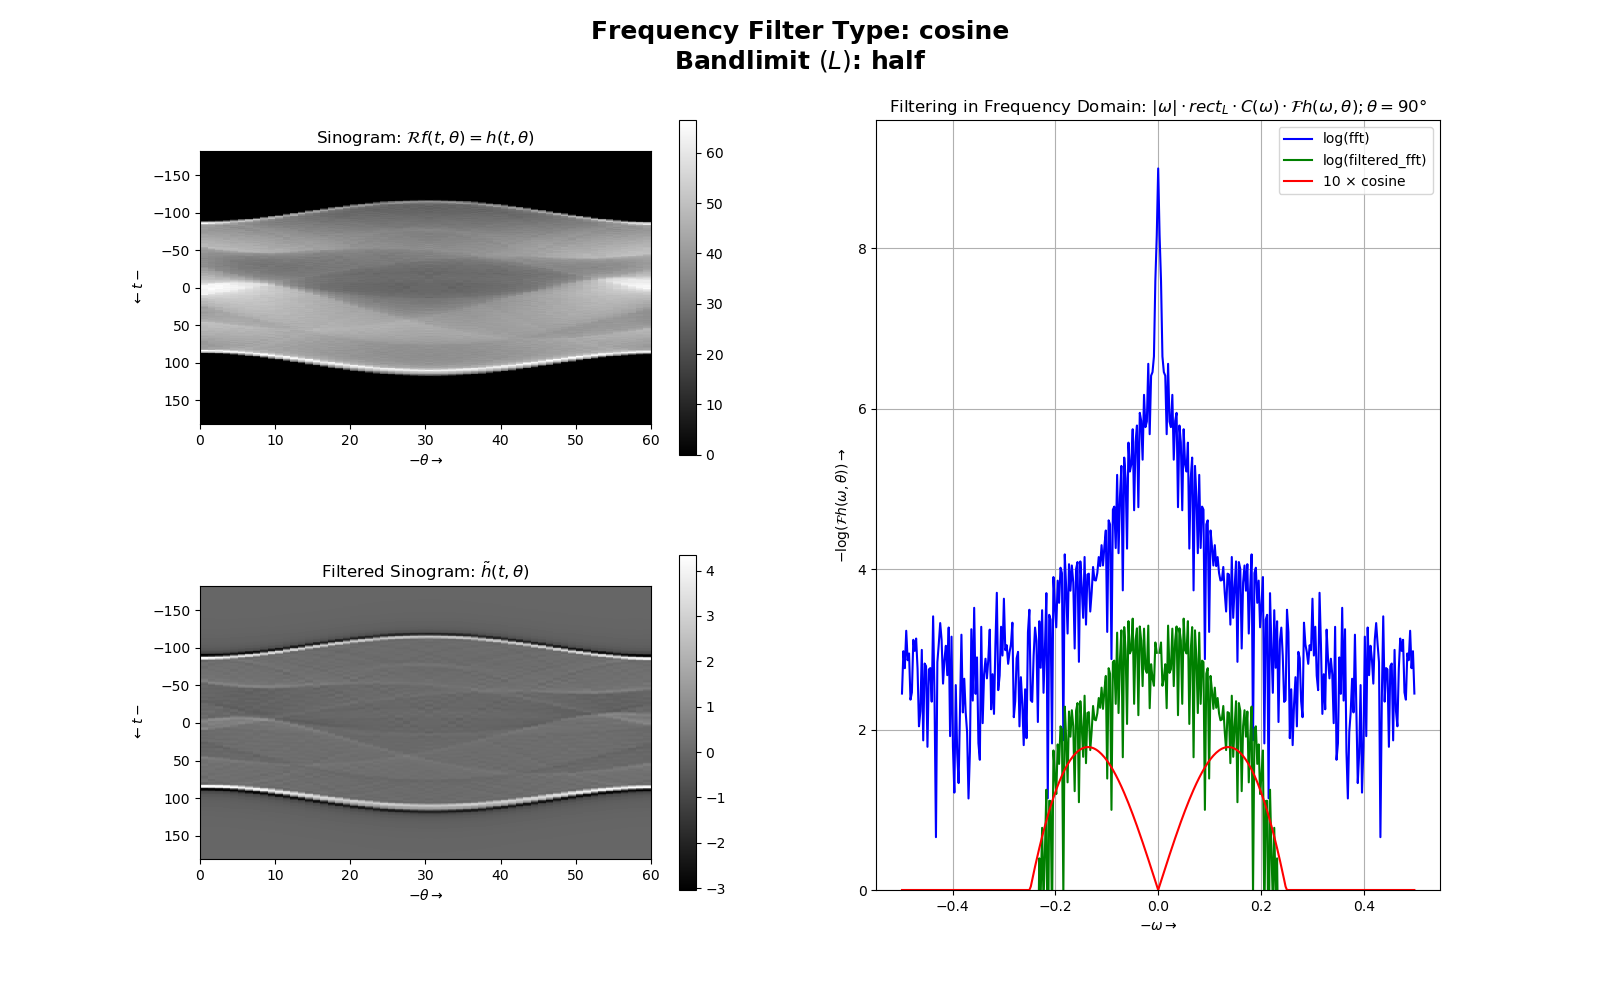 Frequency Filter Type: cosine
Bandlimit (L): half
Sinogram: ℛf(t, θ) = h(t, θ)
−150
−100
−50
0
50
100
150
←t−
0 10 20 30 40 50 60
−θ→
60
50
40
30
20
10
0
Filtered Sinogram: h̃(t, θ)
−150
−100
−50
0
50
100
150
←t−
0 10 20 30 40 50 60
−θ→
4
3
2
1
0
−1
−2
−3
Filtering in Frequency Domain: |ω| · rect_L · C(ω) · ℱh(ω, θ); θ = 90°
log(fft)
log(filtered_fft)
10 × cosine
8
6
4
2
0
−log(ℱh(ω, θ))→
−0.4 −0.2 0.0 0.2 0.4
−ω→